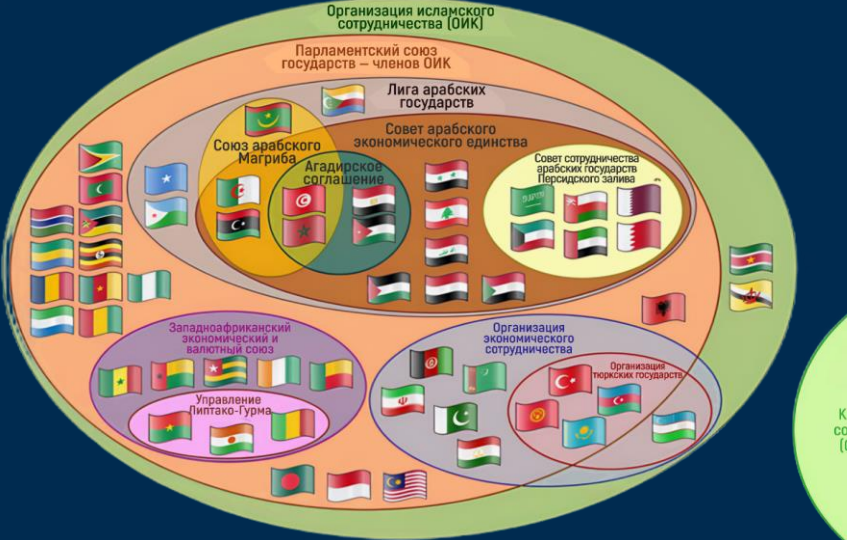 Организация исламского
сотрудничества (ОИК)
Парламентский союз
государств – членов ОИК
Лига арабских
государств
Совет арабского
экономического единства
Союз арабского
Магриба
Агадирское
соглашение
Совет сотрудничества
арабских государств
Персидского залива
Западноафриканский
экономический и
валютный союз
Управление
Липтако-Гурма
Организация
экономического
сотрудничества
Организация
тюркских государств